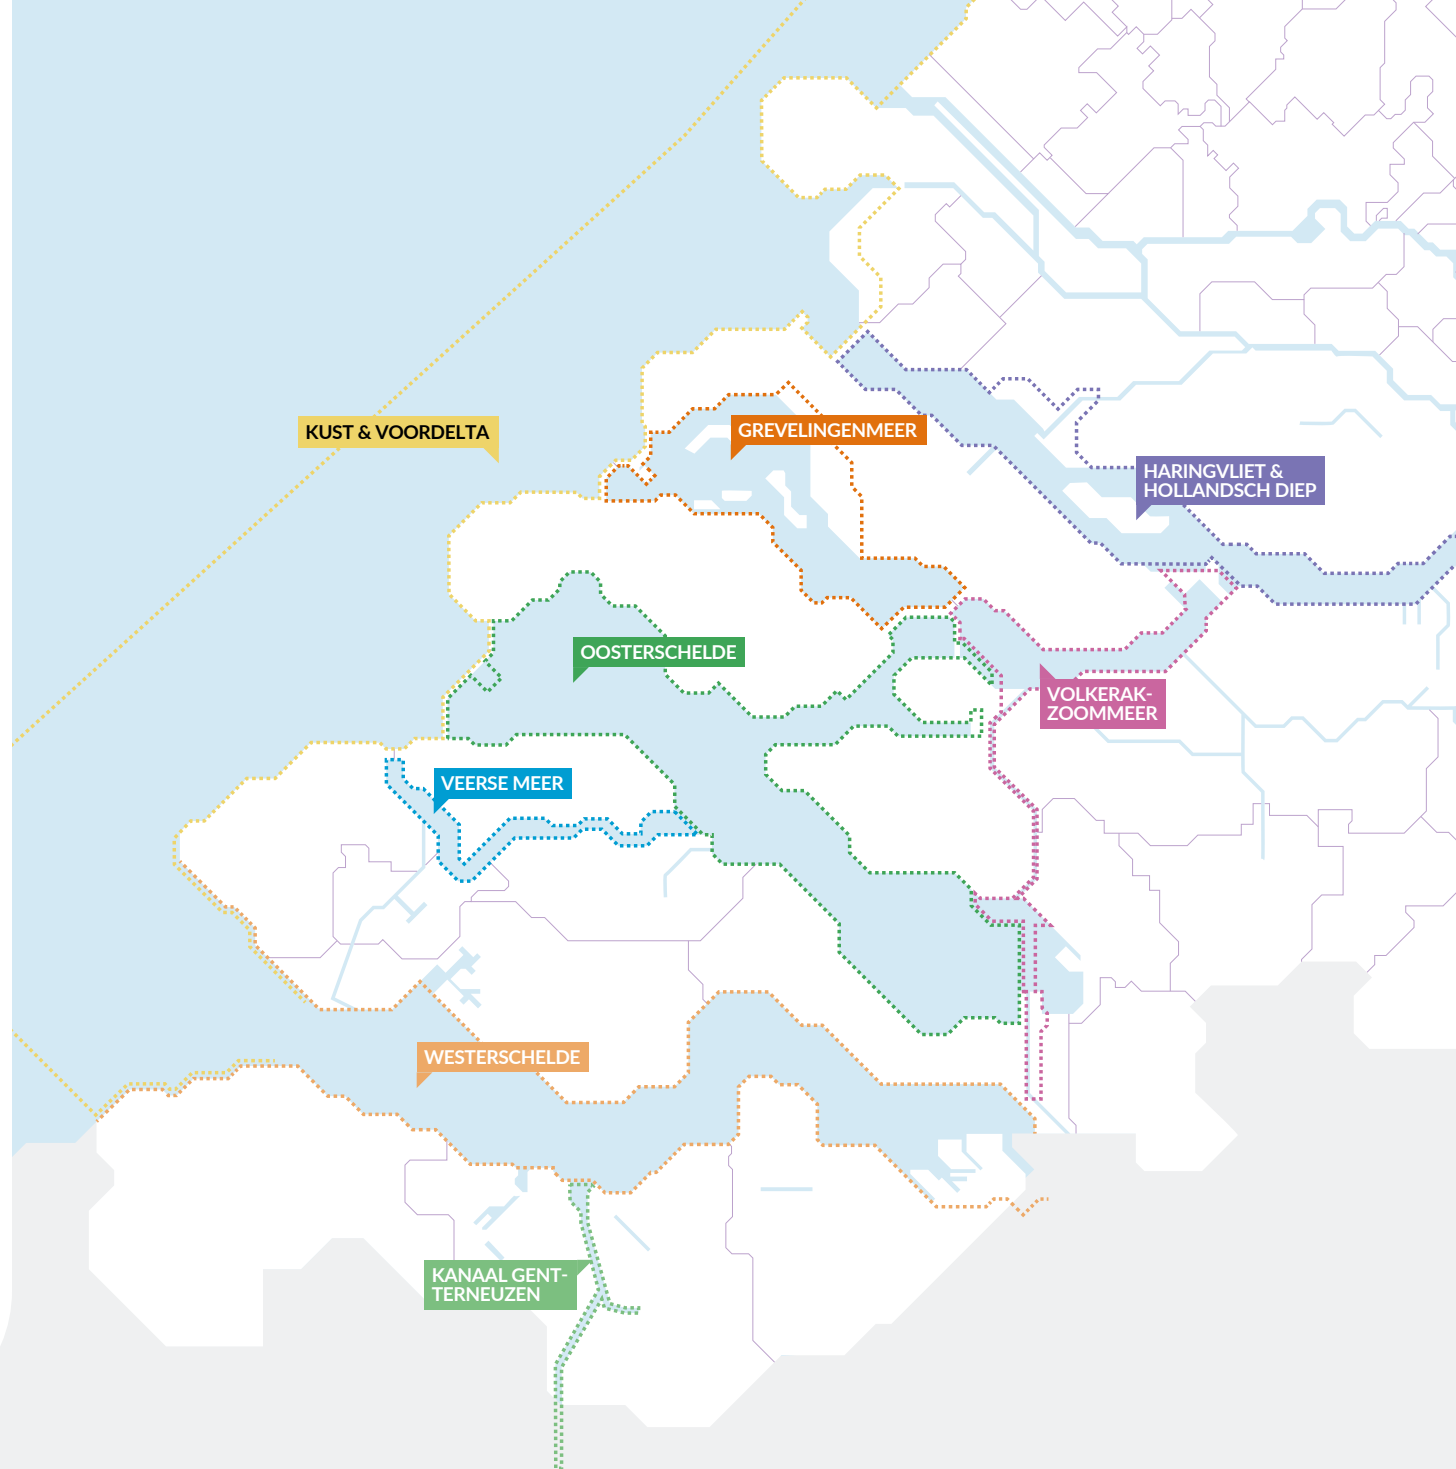 KUST & VOORDELTA
GREVELINGENMEER
HARINGVLIET &
HOLLANDSCH DIEP
OOSTERSCHELDE
VOLKERAK-
ZOOMMEER
VEERSE MEER
WESTERSCHELDE
KANAAL GENT-
TERNEUZEN